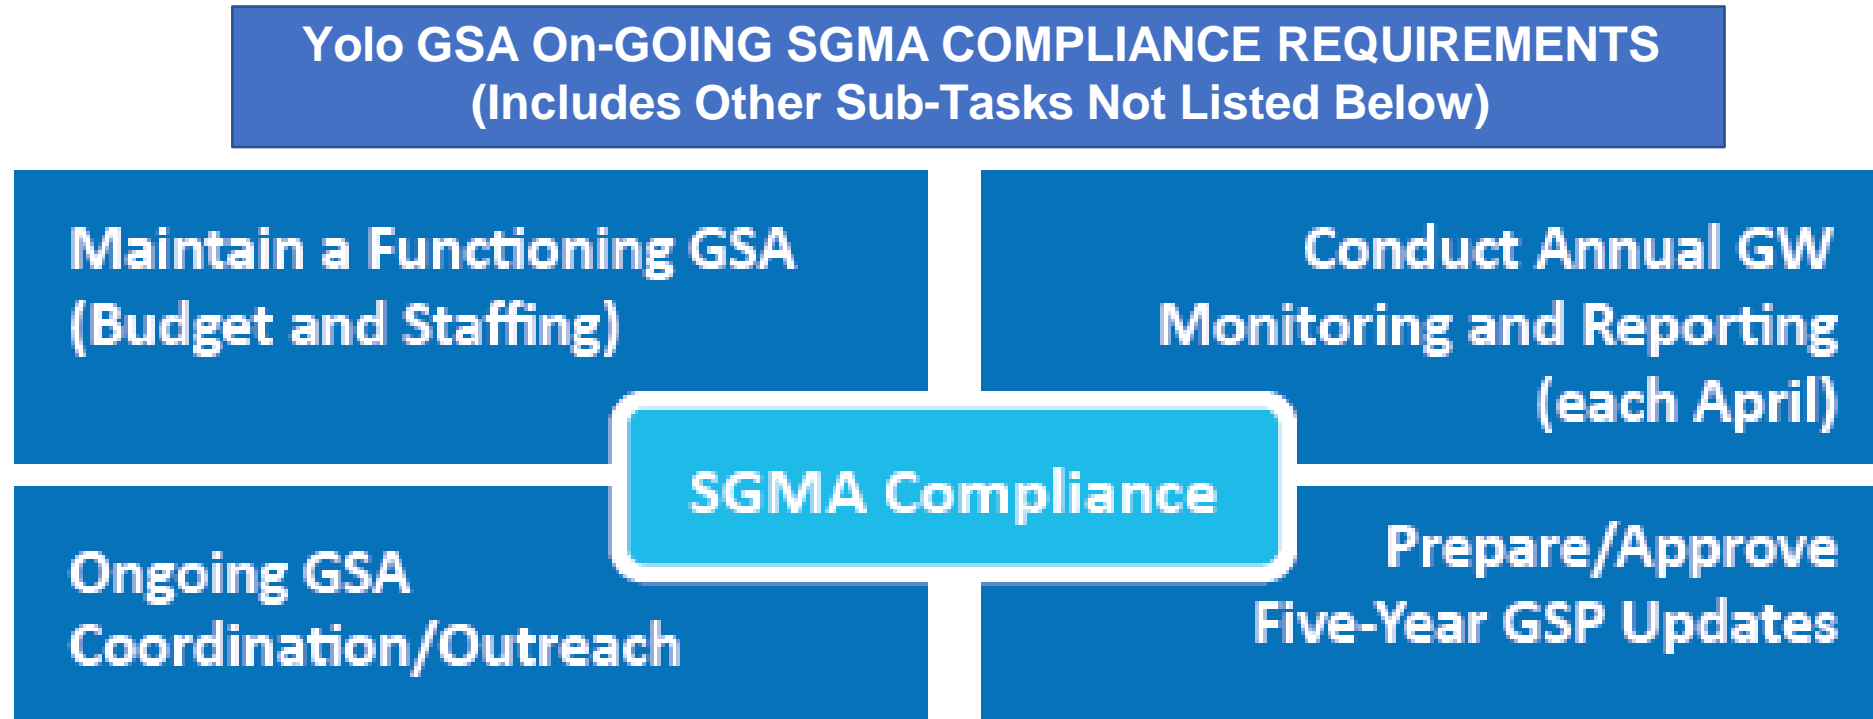 Yolo GSA On-GOING SGMA COMPLIANCE REQUIREMENTS
(Includes Other Sub-Tasks Not Listed Below)
Maintain a Functioning GSA
(Budget and Staffing)
Conduct Annual GW
Monitoring and Reporting
(each April)
SGMA Compliance
Ongoing GSA
Coordination/Outreach
Prepare/Approve
Five-Year GSP Updates